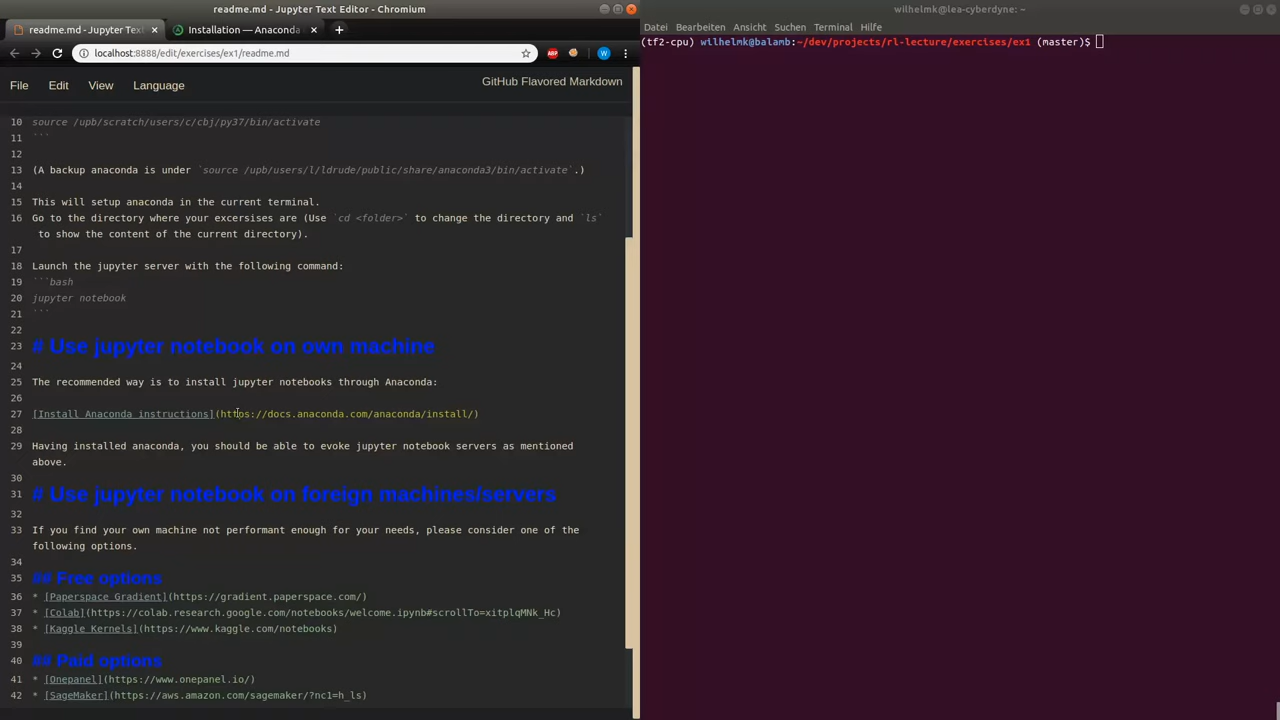 readme.md - Jupyter Text Editor - Chromium
readme.md - Jupyter Text
Installation — Anaconda
localhost:8888/edit/exercises/ex1/readme.md
ABP
W
File Edit View Language
GitHub Flavored Markdown
10 source /upb/scratch/users/c/cbj/py37/bin/activate
11 ```
12
13 (A backup anaconda is under `source /upb/users/l/ldrude/public/share/anaconda3/bin/activate`.)
14
15 This will setup anaconda in the current terminal.
16 Go to the directory where your excersises are (Use `cd <folder>` to change the directory and `ls`
to show the content of the current directory).
17
18 Launch the jupyter server with the following command:
19 ```bash
20 jupyter notebook
21 ```
22
23 # Use jupyter notebook on own machine
24
25 The recommended way is to install jupyter notebooks through Anaconda:
26
27 [Install Anaconda instructions](https://docs.anaconda.com/anaconda/install/)
28
29 Having installed anaconda, you should be able to evoke jupyter notebook servers as mentioned
above.
30
31 # Use jupyter notebook on foreign machines/servers
32
33 If you find your own machine not performant enough for your needs, please consider one of the
following options.
34
35 ## Free options
36 * [Paperspace Gradient](https://gradient.paperspace.com/)
37 * [Colab](https://colab.research.google.com/notebooks/welcome.ipynb#scrollTo=xitplqMNk_Hc)
38 * [Kaggle Kernels](https://www.kaggle.com/notebooks)
39
40 ## Paid options
41 * [Onepanel](https://www.onepanel.io/)
42 * [SageMaker](https://aws.amazon.com/sagemaker/?nc1=h_ls)
wilhelmk@lea-cyberdyne: ~
Datei Bearbeiten Ansicht Suchen Terminal Hilfe
(tf2-cpu) wilhelmk@balamb:~/dev/projects/rl-lecture/exercises/ex1 (master)$